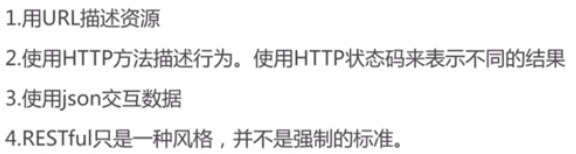 1.用URL描述资源
2.使用HTTP方法描述行为。使用HTTP状态码来表示不同的结果
3.使用json交互数据
4.RESTful只是一种风格，并不是强制的标准。